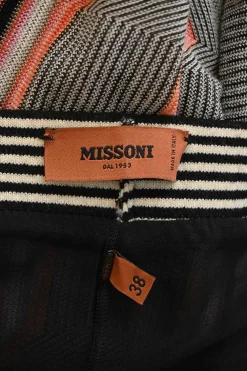 MISSONI
DAL 1953
MADE IN ITALY
38